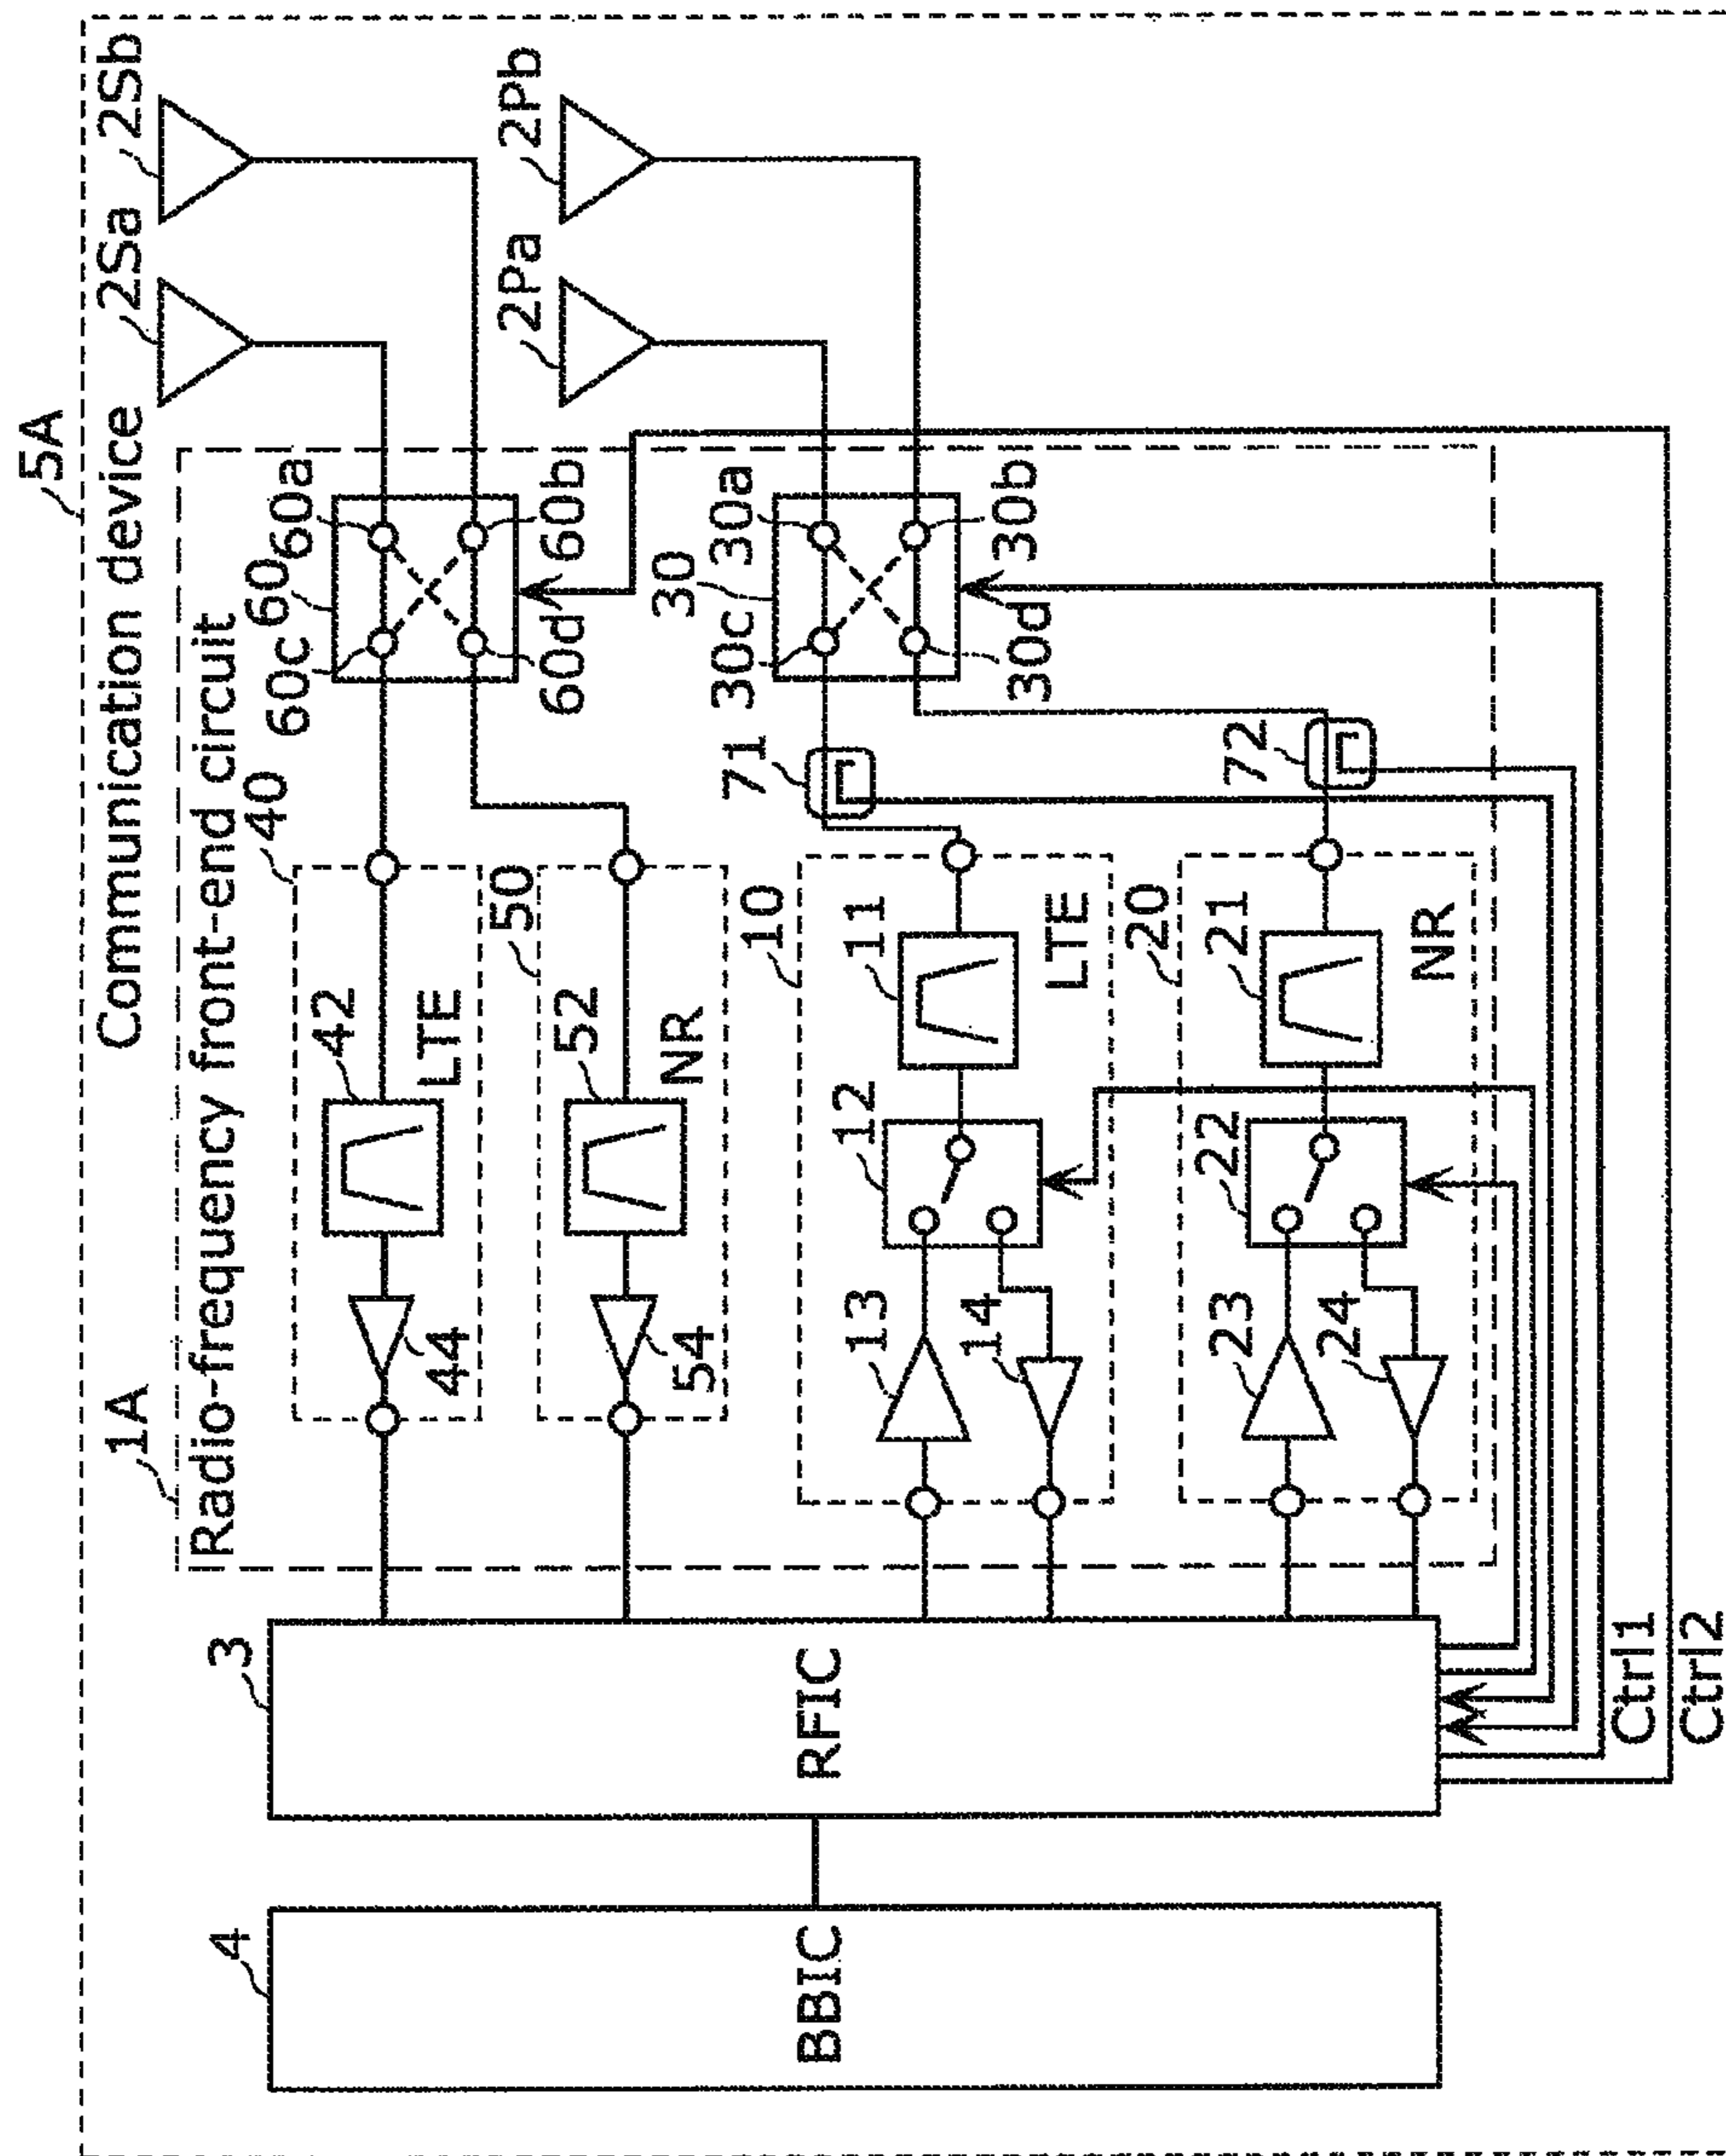 5A
Communication device
1A
Radio-frequency front-end circuit
2Sa
2Sb
2Pa
2Pb
4
BBIC
3
RFIC
40
42
44
LTE
50
52
54
NR
60
60a
60b
60c
60d
10
11
12
13
14
LTE
20
21
22
23
24
NR
30
30a
30b
30c
30d
71
72
Ctrl1
Ctrl2